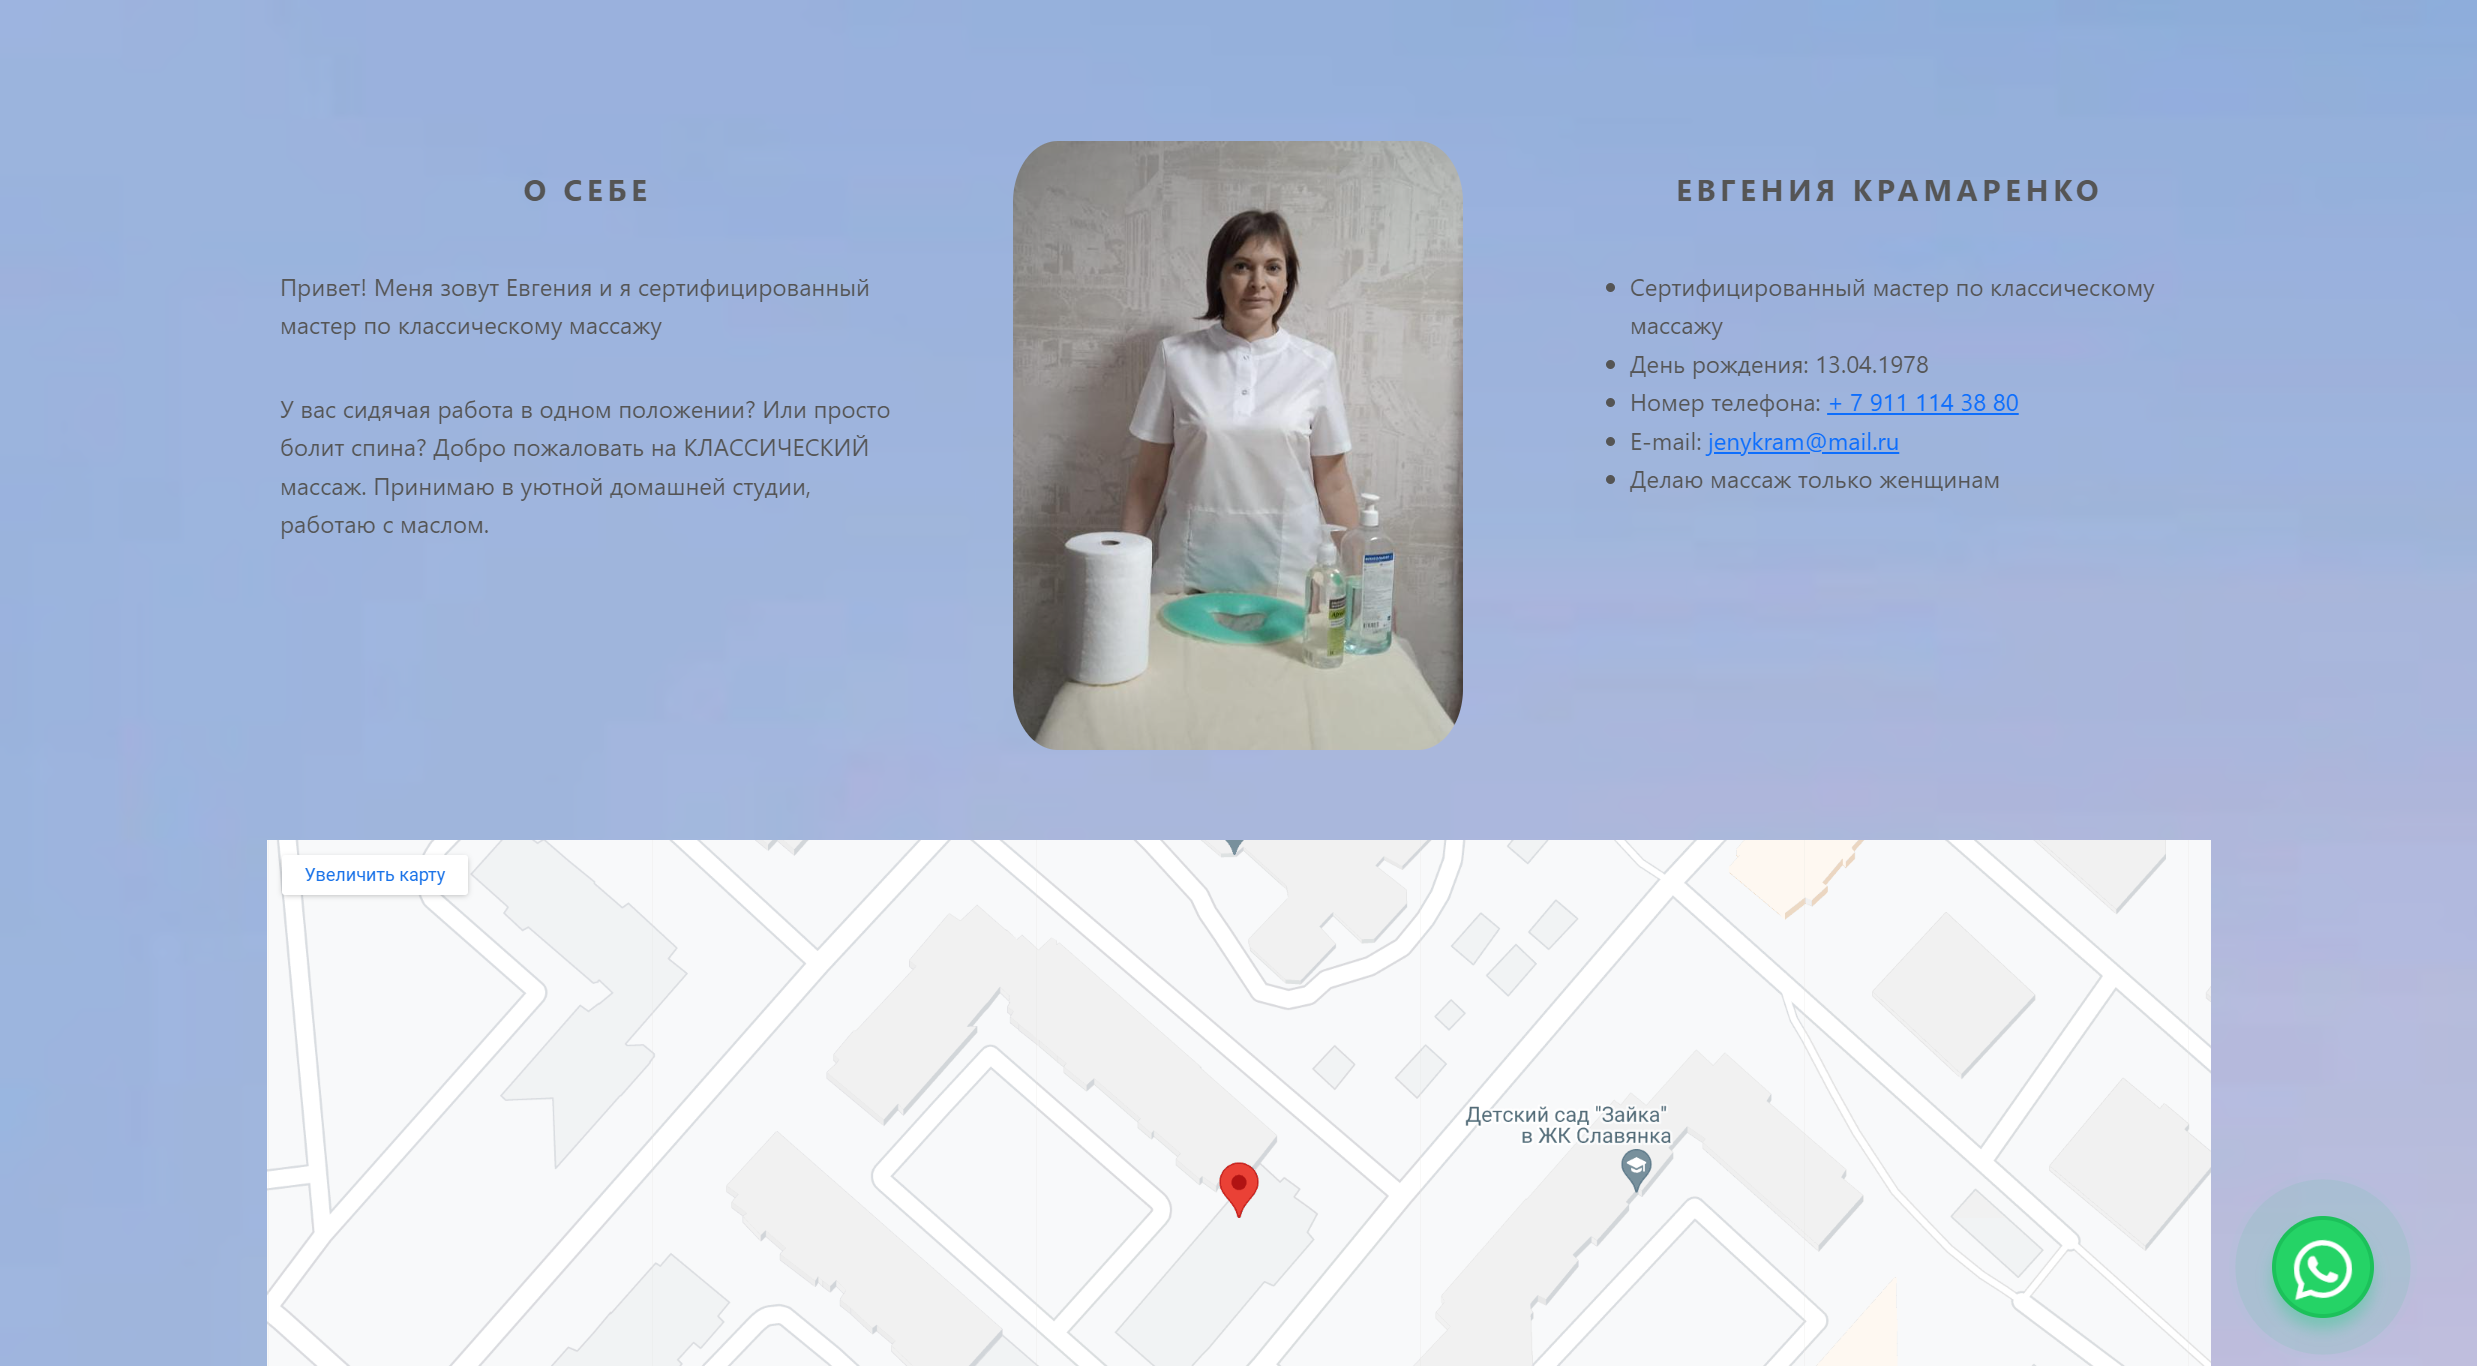 О СЕБЕ
Привет! Меня зовут Евгения и я сертифицированный
мастер по классическому массажу
У вас сидячая работа в одном положении? Или просто
болит спина? Добро пожаловать на КЛАССИЧЕСКИЙ
массаж. Принимаю в уютной домашней студии,
работаю с маслом.
ЕВГЕНИЯ КРАМАРЕНКО
Сертифицированный мастер по классическому
массажу
День рождения: 13.04.1978
Номер телефона: + 7 911 114 38 80
E-mail: jenykram@mail.ru
Делаю массаж только женщинам
Увеличить карту
Детский сад "Зайка"
в ЖК Славянка